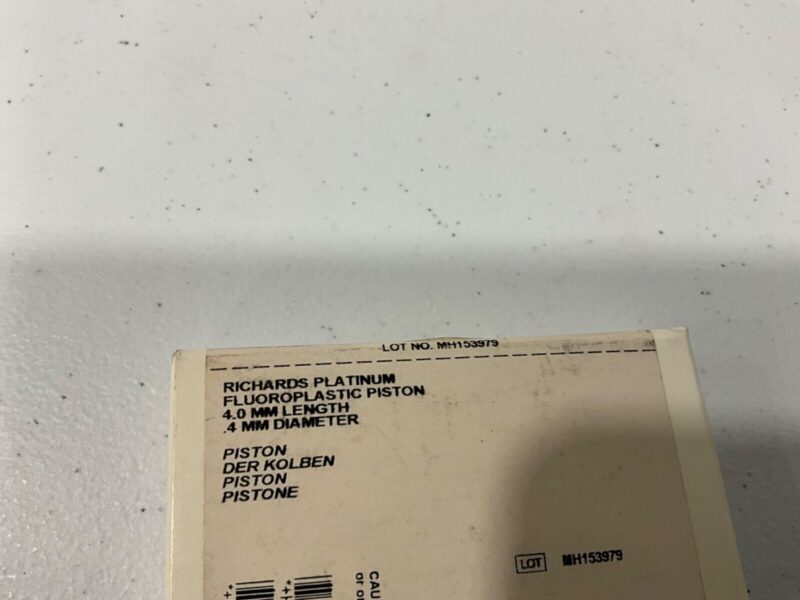 LOT NO. MH153979
RICHARDS PLATINUM
FLUOROPLASTIC PISTON
4.0 MM LENGTH
.4 MM DIAMETER
PISTON
DER KOLBEN
PISTON
PISTONE
LOT MH153979